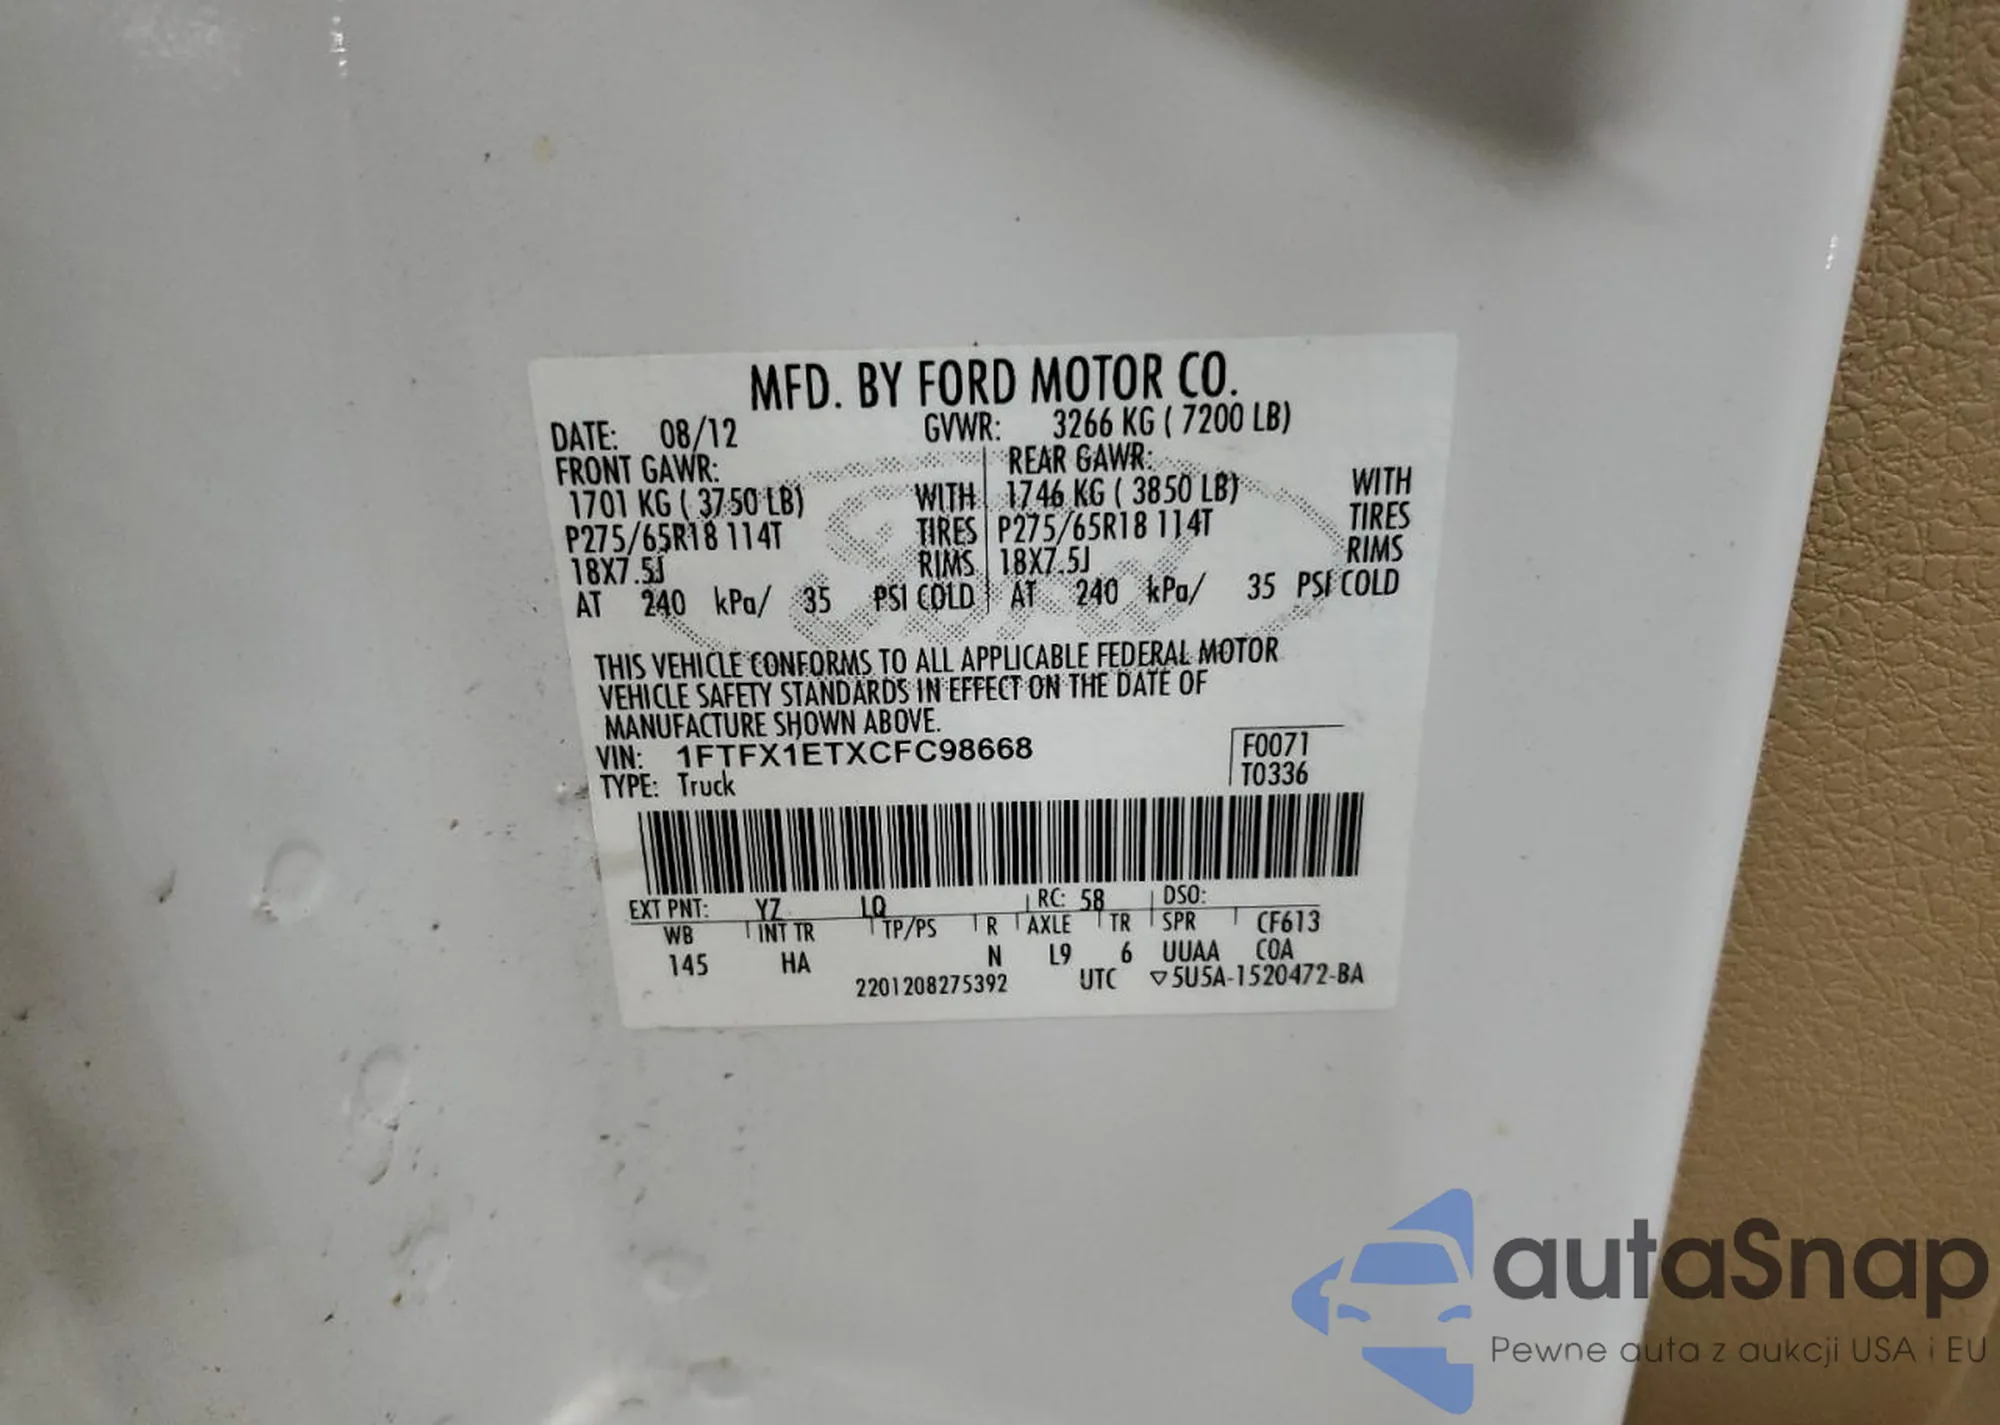 MFD. BY FORD MOTOR CO.
DATE: 08/12 GVWR: 3266 KG ( 7200 LB)
FRONT GAWR: REAR GAWR:
1701 KG ( 3750 LB) WITH 1746 KG ( 3850 LB) WITH
P275/65R18 114T TIRES P275/65R18 114T TIRES
18X7.5J RIMS 18X7.5J RIMS
AT 240 kPa/ 35 PSI COLD AT 240 kPa/ 35 PSI COLD
THIS VEHICLE CONFORMS TO ALL APPLICABLE FEDERAL MOTOR
VEHICLE SAFETY STANDARDS IN EFFECT ON THE DATE OF
MANUFACTURE SHOWN ABOVE.
VIN: 1FTFX1ETXCFC98668 F0071
TYPE: Truck T0336
EXT PNT: YZ LQ RC: 58 DSO:
WB INT TR TP/PS R AXLE TR SPR CF613
145 HA N L9 6 UUAA COA
2201208275392 UTC ▽5U5A-1520472-BA
Ford
autaSnap
Pewne auta z aukcji USA i EU